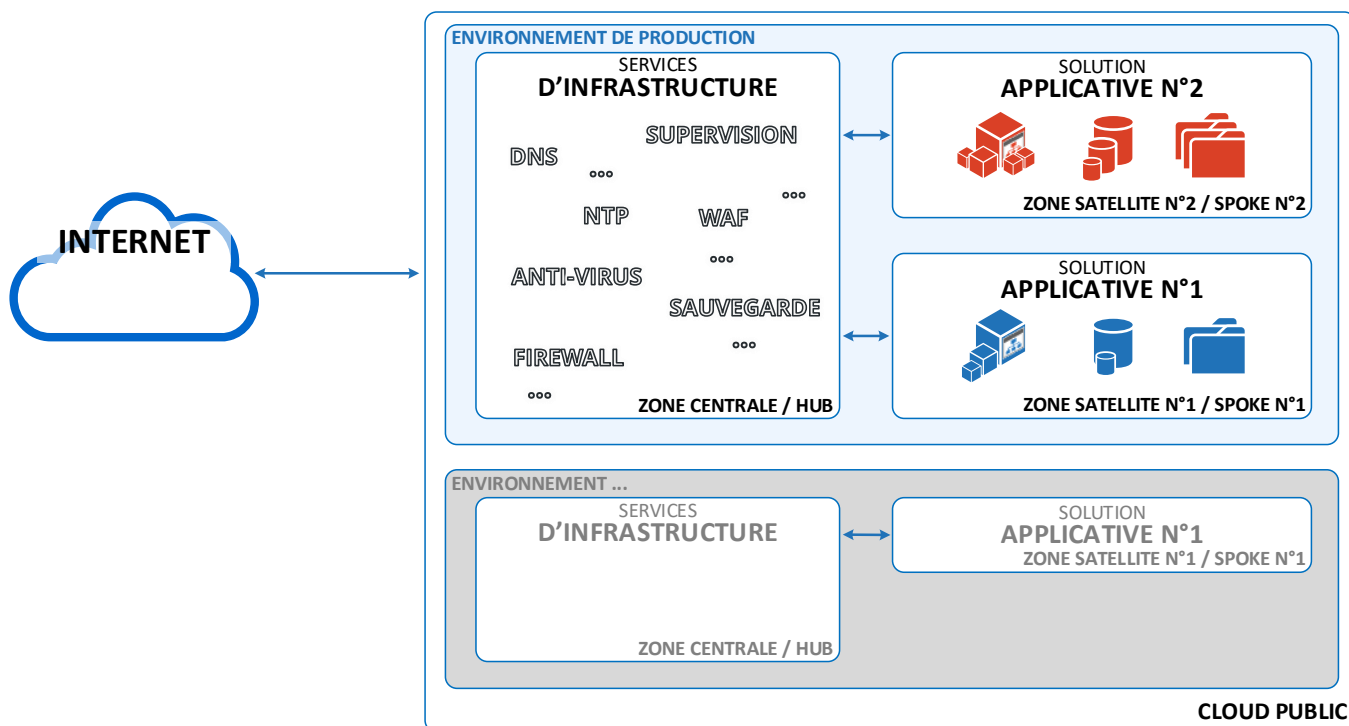 INTERNET
ENVIRONNEMENT DE PRODUCTION
SERVICES
D'INFRASTRUCTURE
SUPERVISION
DNS
...
...
NTP
WAF
...
ANTI-VIRUS
SAUVEGARDE
...
FIREWALL
...
ZONE CENTRALE / HUB
SOLUTION
APPLICATIVE N°2
ZONE SATELLITE N°2 / SPOKE N°2
SOLUTION
APPLICATIVE N°1
ZONE SATELLITE N°1 / SPOKE N°1
ENVIRONNEMENT ...
SERVICES
D'INFRASTRUCTURE
ZONE CENTRALE / HUB
SOLUTION
APPLICATIVE N°1
ZONE SATELLITE N°1 / SPOKE N°1
CLOUD PUBLIC